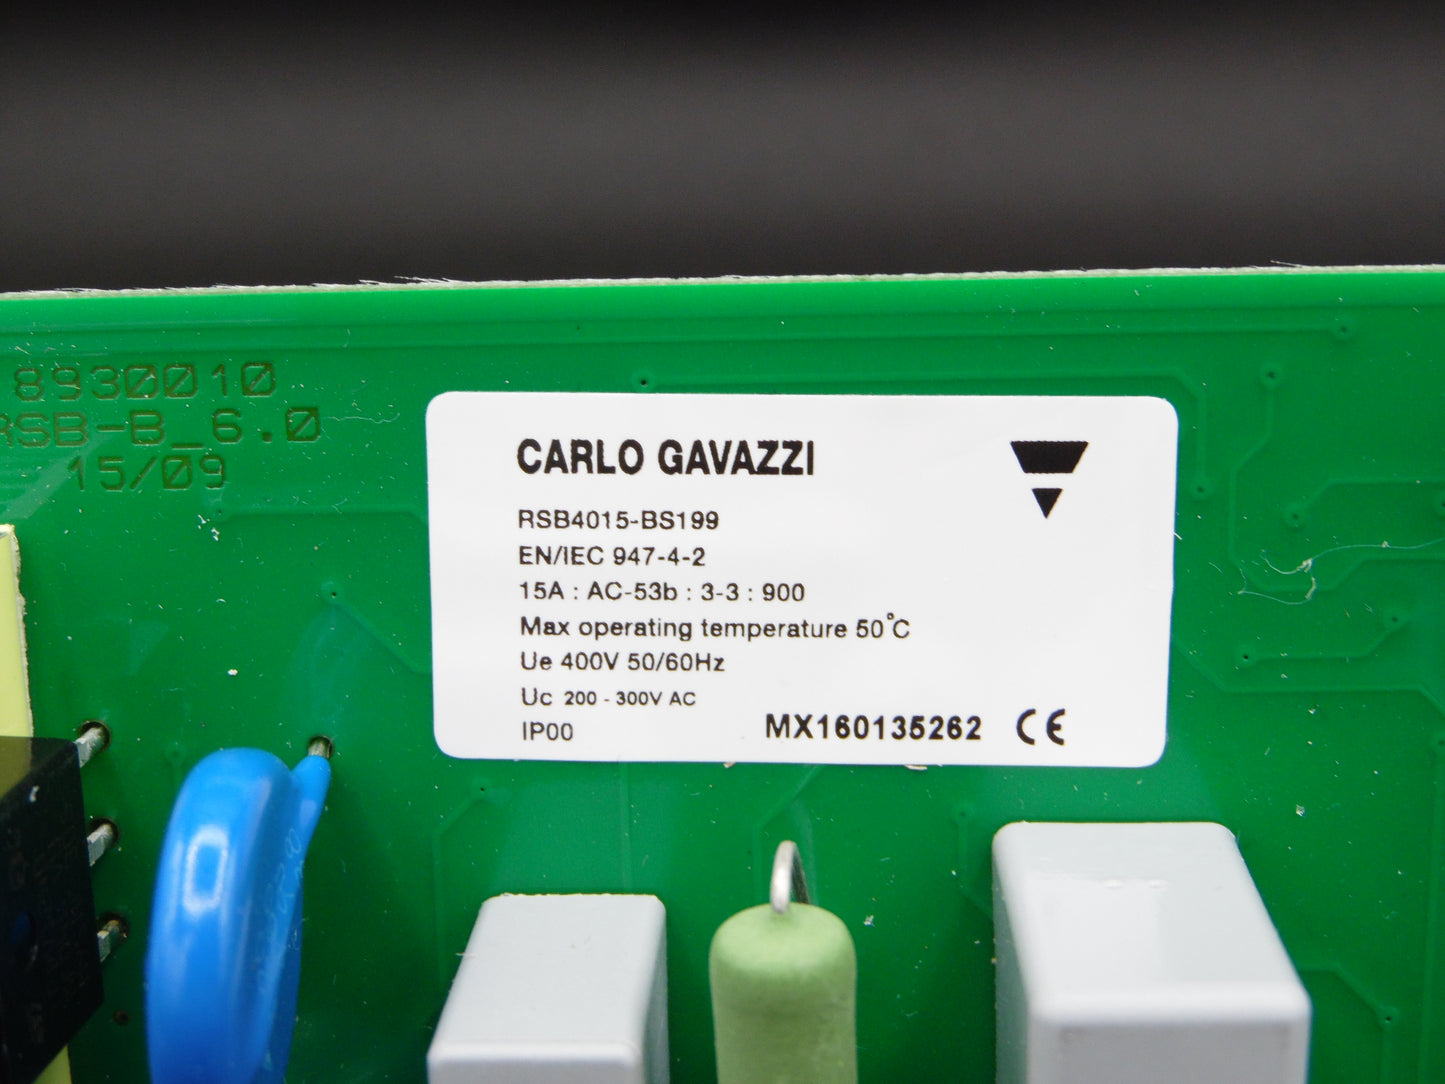 8930010
RSB-B_6.0
15/09
CARLO GAVAZZI
RSB4015-BS199
EN/IEC 947-4-2
15A : AC-53b : 3-3 : 900
Max operating temperature 50°C
Ue 400V 50/60Hz
Uc 200 - 300V AC
IP00
MX160135262 CE